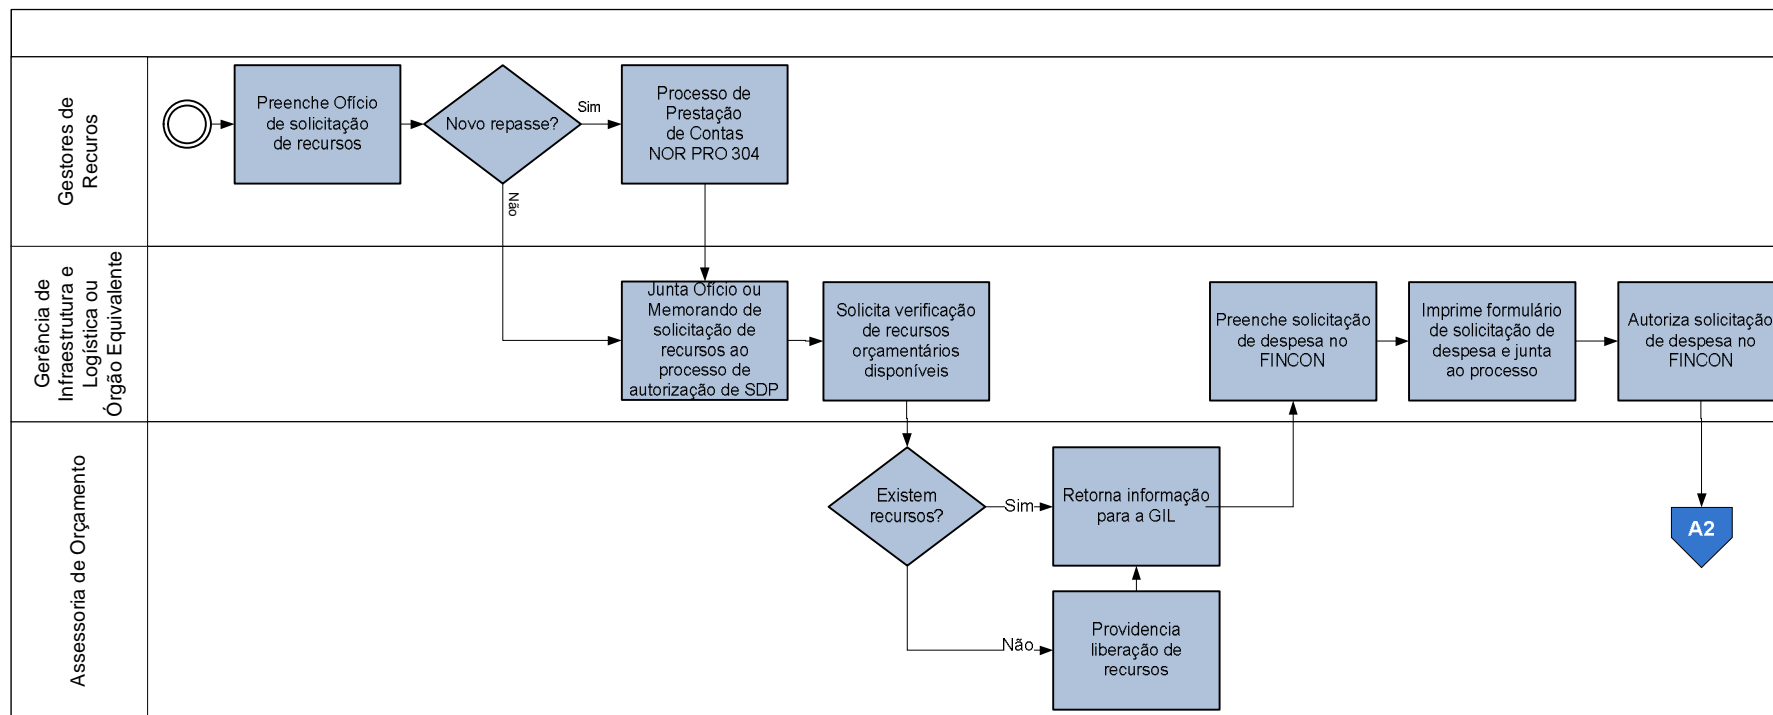 Gestores de
Recuros
Preenche Ofício
de solicitação
de recursos
Novo repasse?
Sim
Não
Processo de
Prestação
de Contas
NOR PRO 304
Gerência de
Infraestrutura e
Logística ou
Órgão Equivalente
Junta Ofício ou
Memorando de
solicitação de
recursos ao
processo de
autorização de SDP
Solicita verificação
de recursos
orçamentários
disponíveis
Preenche solicitação
de despesa no
FINCON
Imprime formulário
de solicitação de
despesa e junta
ao processo
Autoriza solicitação
de despesa no
FINCON
Assessoria de Orçamento
Existem
recursos?
Sim
Não
Retorna informação
para a GIL
Providencia
liberação de
recursos
A2